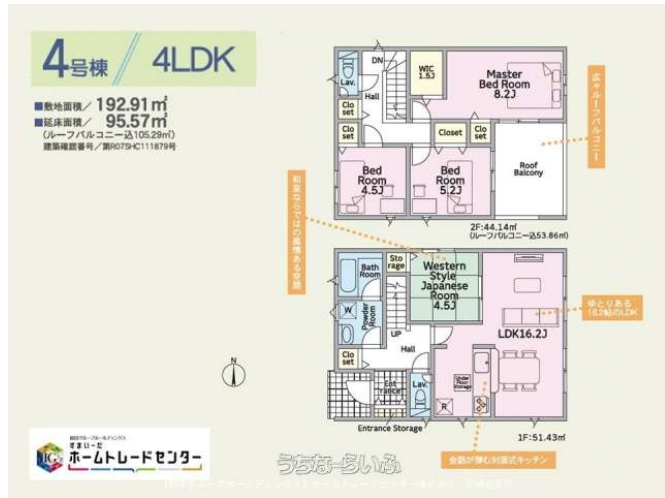 4号棟 / 4LDK
■敷地面積／192.91㎡
■延床面積／95.57㎡
(ルーフバルコニー込105.29㎡)
建築確認番号／第R07SHC111879号
Lav.
DN
Hall
WIC
1.5J
Master
Bed Room
8.2J
Clo
set
Clo
set
Closet
Clo
set
Bed
Room
4.5J
Bed
Room
5.2J
Roof
Balcony
広々ルーフバルコニー
2F:44.14㎡
(ルーフバルコニー込53.86㎡)
和室ならではの風情ある空間
Bath
Room
Sto
rage
Western
Style
Japanese
Room
4.5J
W
Powder
Room
UP
Hall
LDK16.2J
ゆとりある
16.2帖のLDK
Clo
set
Ent
rance
Lav.
Under
Floor
Storage
R
Entrance Storage
1F:51.43㎡
会話が弾む対面式キッチン
N
すまいーだ
ホームトレードセンター
うちなーらいふ